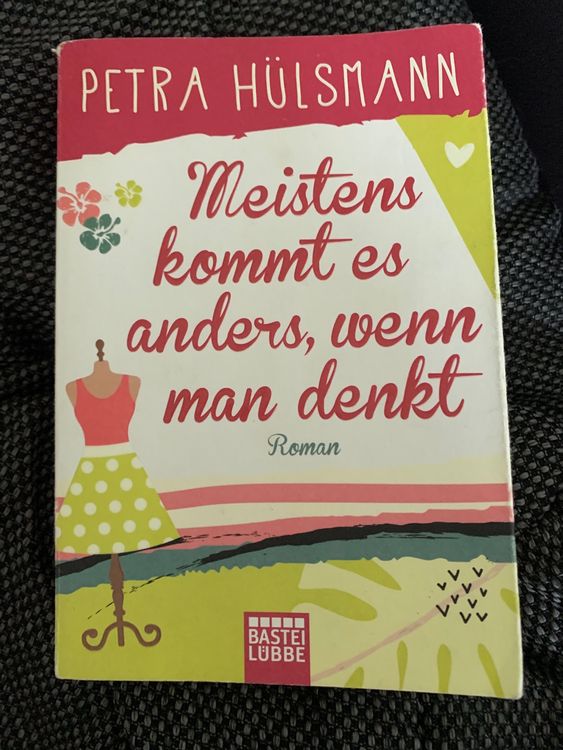 PETRA HÜLSMANN
Meistens
kommt es
anders, wenn
man denkt
Roman
BASTEI
LÜBBE